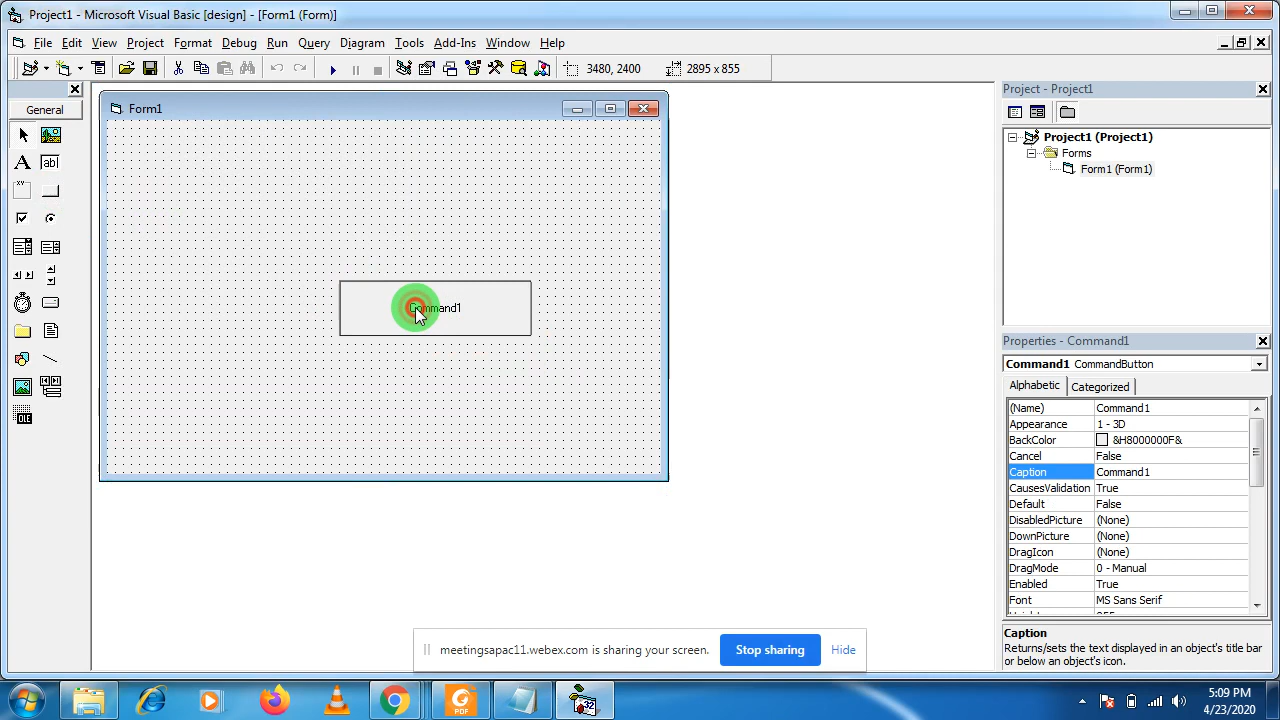 Project1 - Microsoft Visual Basic [design] - [Form1 (Form)]
File Edit View Project Format Debug Run Query Diagram Tools Add-Ins Window Help
3480, 2400 2895 x 855
General
Form1
Command1
Project - Project1
Project1 (Project1)
Forms
Form1 (Form1)
Properties - Command1
Command1 CommandButton
Alphabetic Categorized
(Name) Command1
Appearance 1 - 3D
BackColor &H8000000F&
Cancel False
Caption Command1
CausesValidation True
Default False
DisabledPicture (None)
DownPicture (None)
DragIcon (None)
DragMode 0 - Manual
Enabled True
Font MS Sans Serif
Caption
Returns/sets the text displayed in an object's title bar
or below an object's icon.
meetingsapac11.webex.com is sharing your screen. Stop sharing Hide
PDF
5:09 PM
4/23/2020